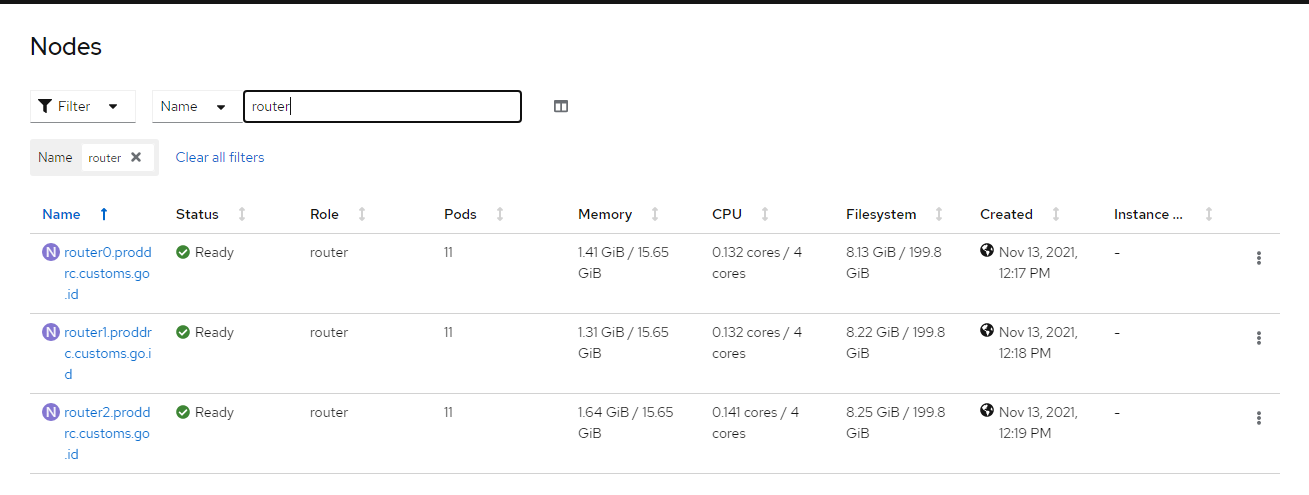 Nodes
Filter Name router
Name router Clear all filters
Name Status Role Pods Memory CPU Filesystem Created Instance ...
N router0.prodd Ready router 11 1.41 GiB / 15.65 0.132 cores / 4 8.13 GiB / 199.8 Nov 13, 2021, -
rc.customs.go GiB cores GiB 12:17 PM
.id
N router1.proddr Ready router 11 1.31 GiB / 15.65 0.132 cores / 4 8.22 GiB / 199.8 Nov 13, 2021, -
c.customs.go.i GiB cores GiB 12:18 PM
d
N router2.prodd Ready router 11 1.64 GiB / 15.65 0.141 cores / 4 8.25 GiB / 199.8 Nov 13, 2021, -
rc.customs.go GiB cores GiB 12:19 PM
.id